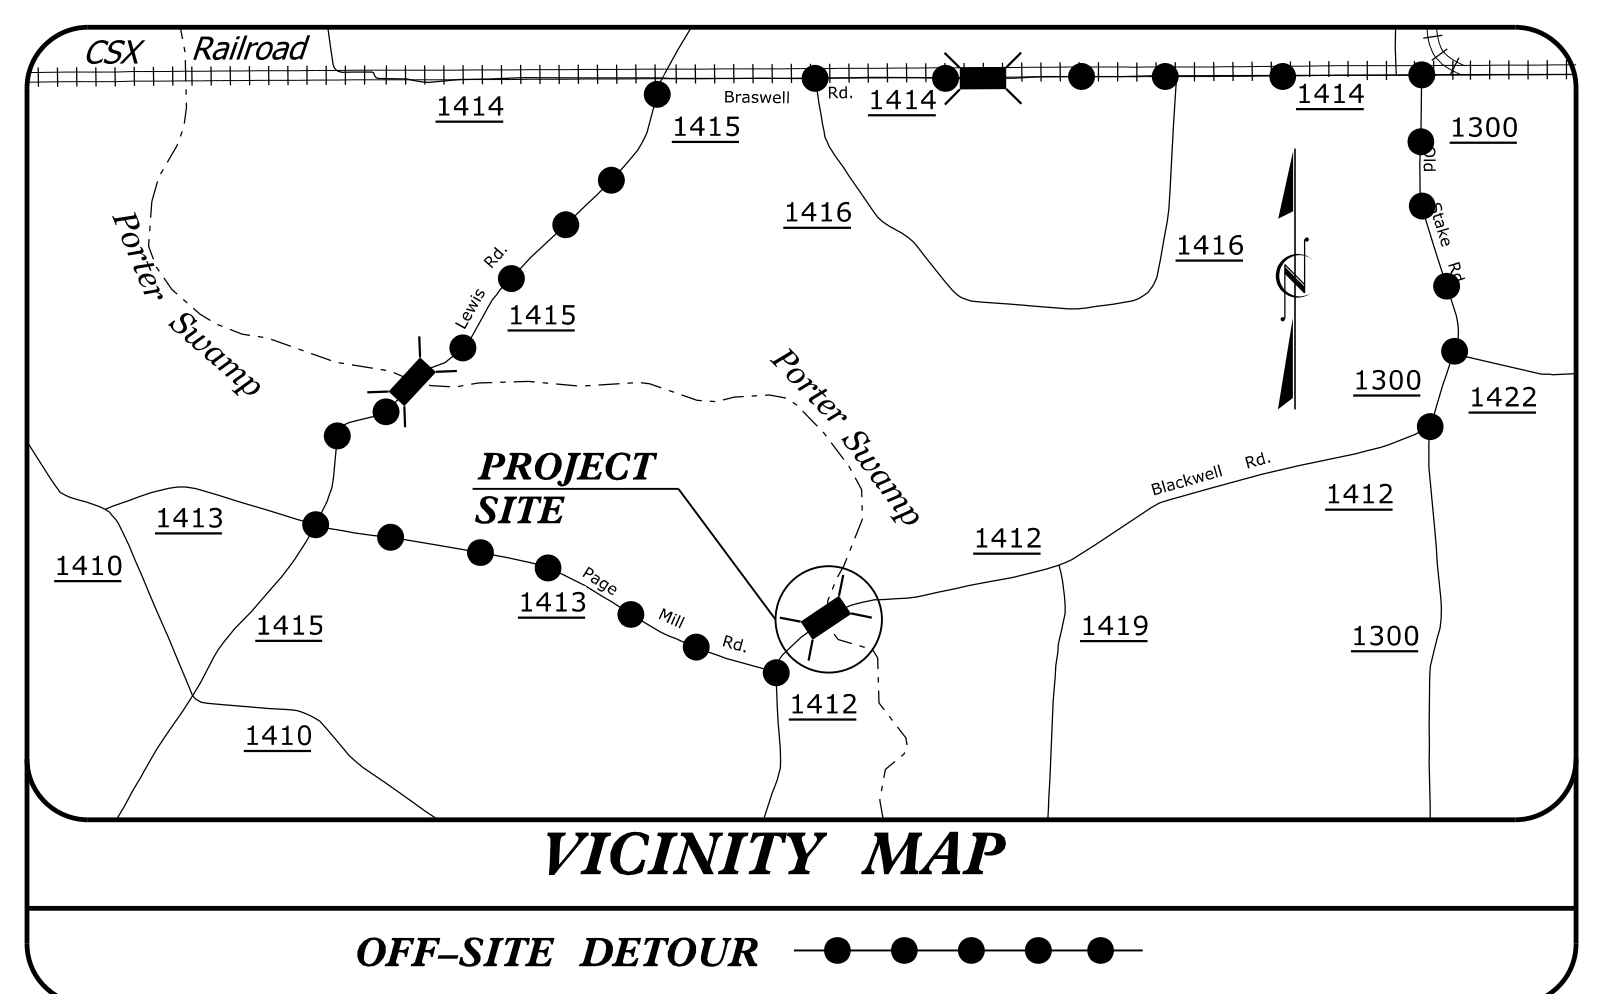 CSX Railroad
1414
Braswell Rd.
1414
1414
1415
1300
Old
Stake
Rd
1416
1416
Porter Swamp
Lewis Rd.
1415
Porter Swamp
1300
1422
PROJECT
SITE
Blackwell Rd.
1412
1413
1412
1410
Page Mill Rd.
1413
1415
1419
1300
1412
1410
VICINITY MAP
OFF–SITE DETOUR